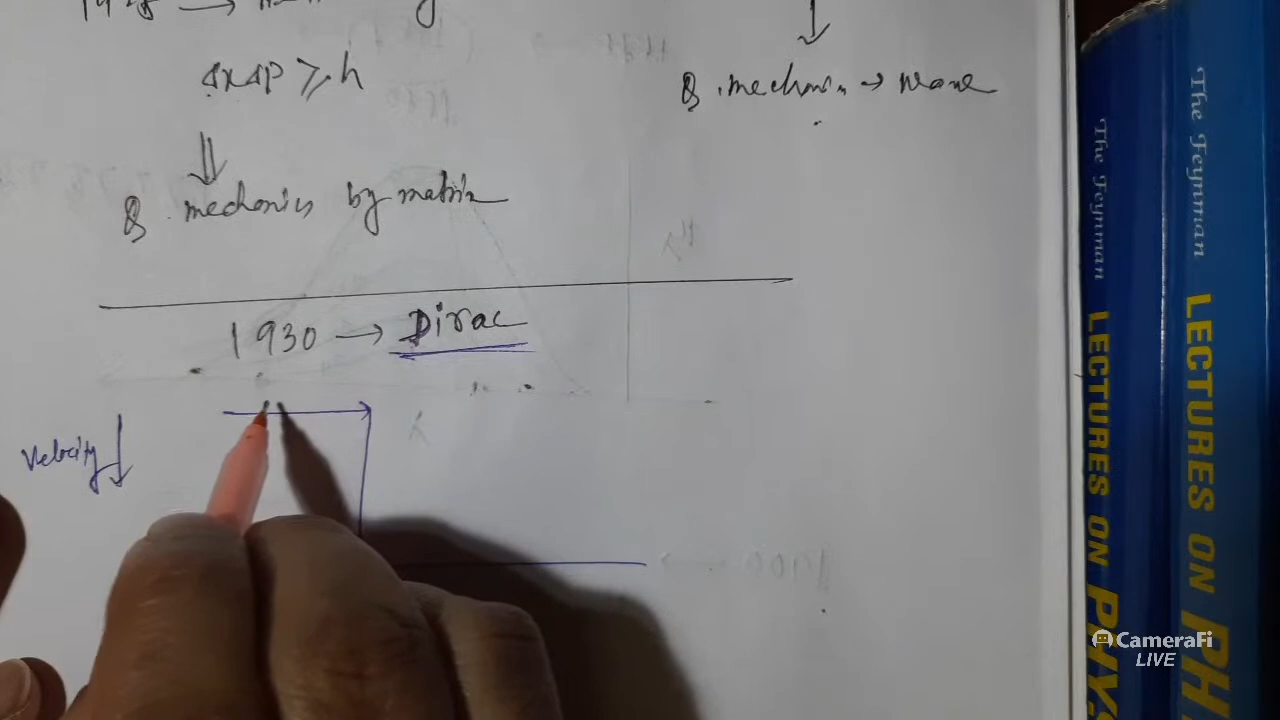 ΔxΔp ⩾ h
Q. mechanics by matrix
Q. mechanics → wave
1930 → Dirac
Velocity ↓
The Feynman LECTURES ON PHYS
The Feynman LECTURES ON PH
CameraFi
LIVE